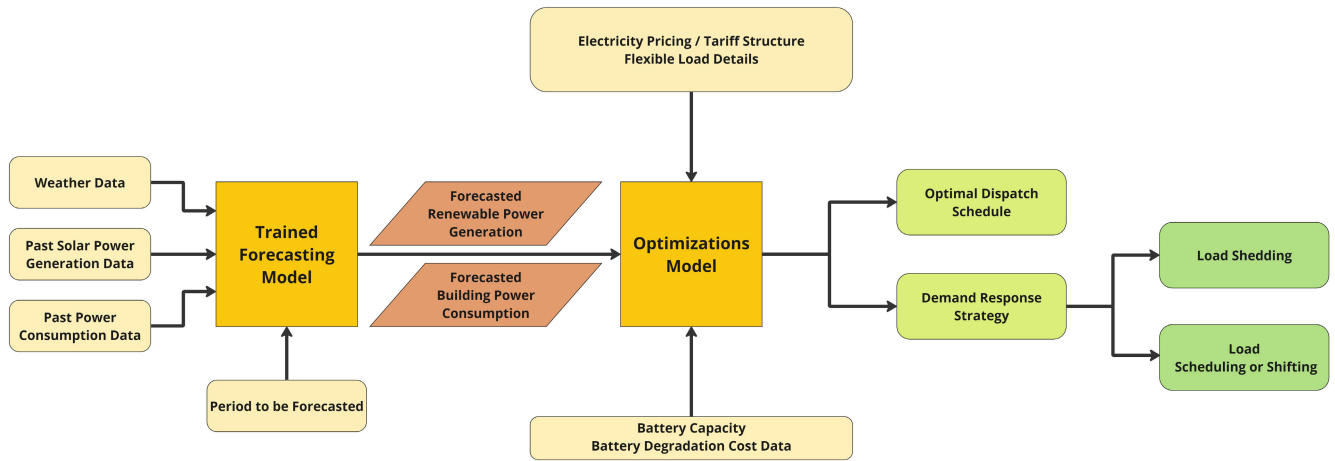 Electricity Pricing / Tariff Structure
Flexible Load Details
Weather Data
Past Solar Power
Generation Data
Past Power
Consumption Data
Trained
Forecasting
Model
Period to be Forecasted
Forecasted
Renewable Power
Generation
Forecasted
Building Power
Consumption
Optimizations
Model
Battery Capacity
Battery Degradation Cost Data
Optimal Dispatch
Schedule
Demand Response
Strategy
Load Shedding
Load
Scheduling or Shifting